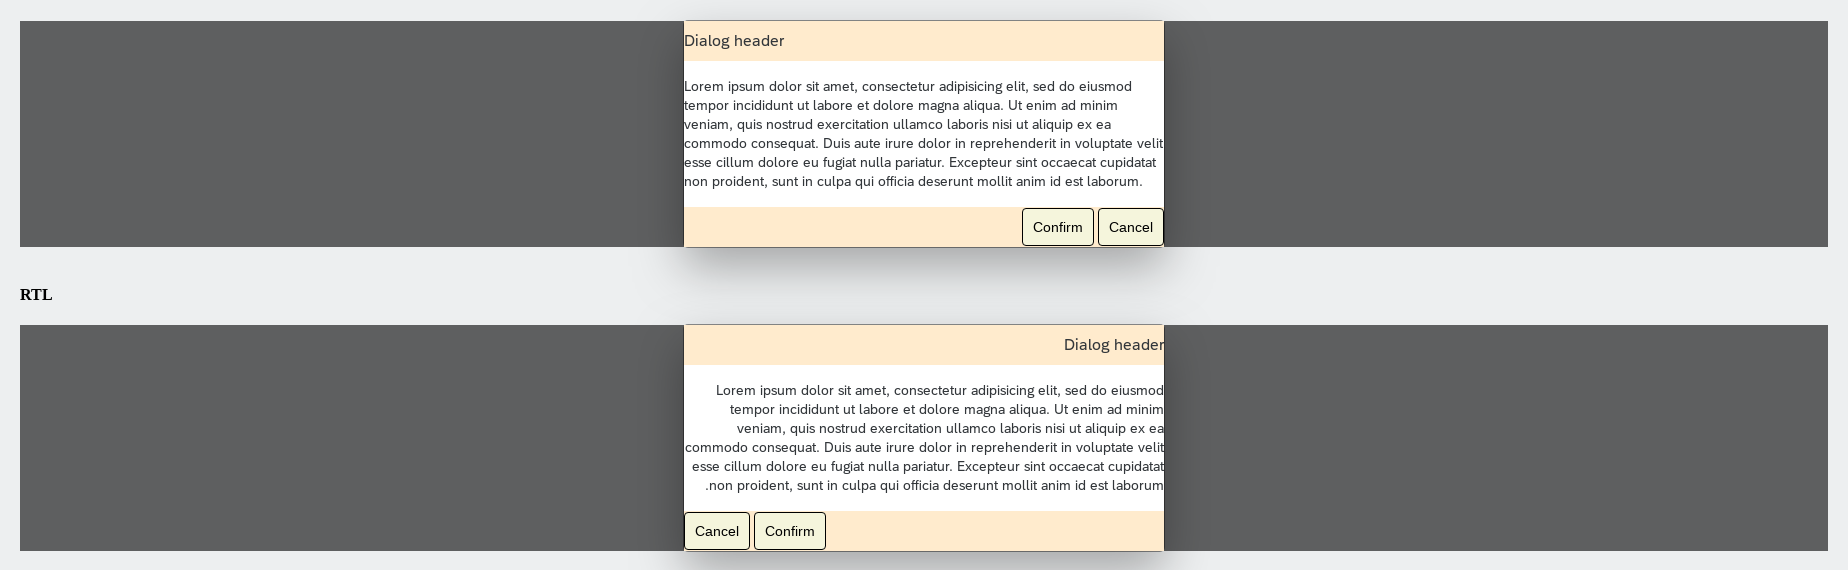 Dialog header
Lorem ipsum dolor sit amet, consectetur adipisicing elit, sed do eiusmod
tempor incididunt ut labore et dolore magna aliqua. Ut enim ad minim
veniam, quis nostrud exercitation ullamco laboris nisi ut aliquip ex ea
commodo consequat. Duis aute irure dolor in reprehenderit in voluptate velit
esse cillum dolore eu fugiat nulla pariatur. Excepteur sint occaecat cupidatat
non proident, sunt in culpa qui officia deserunt mollit anim id est laborum.
Confirm Cancel
RTL
Dialog header
Lorem ipsum dolor sit amet, consectetur adipisicing elit, sed do eiusmod
tempor incididunt ut labore et dolore magna aliqua. Ut enim ad minim
veniam, quis nostrud exercitation ullamco laboris nisi ut aliquip ex ea
commodo consequat. Duis aute irure dolor in reprehenderit in voluptate velit
esse cillum dolore eu fugiat nulla pariatur. Excepteur sint occaecat cupidatat
.non proident, sunt in culpa qui officia deserunt mollit anim id est laborum
Cancel Confirm